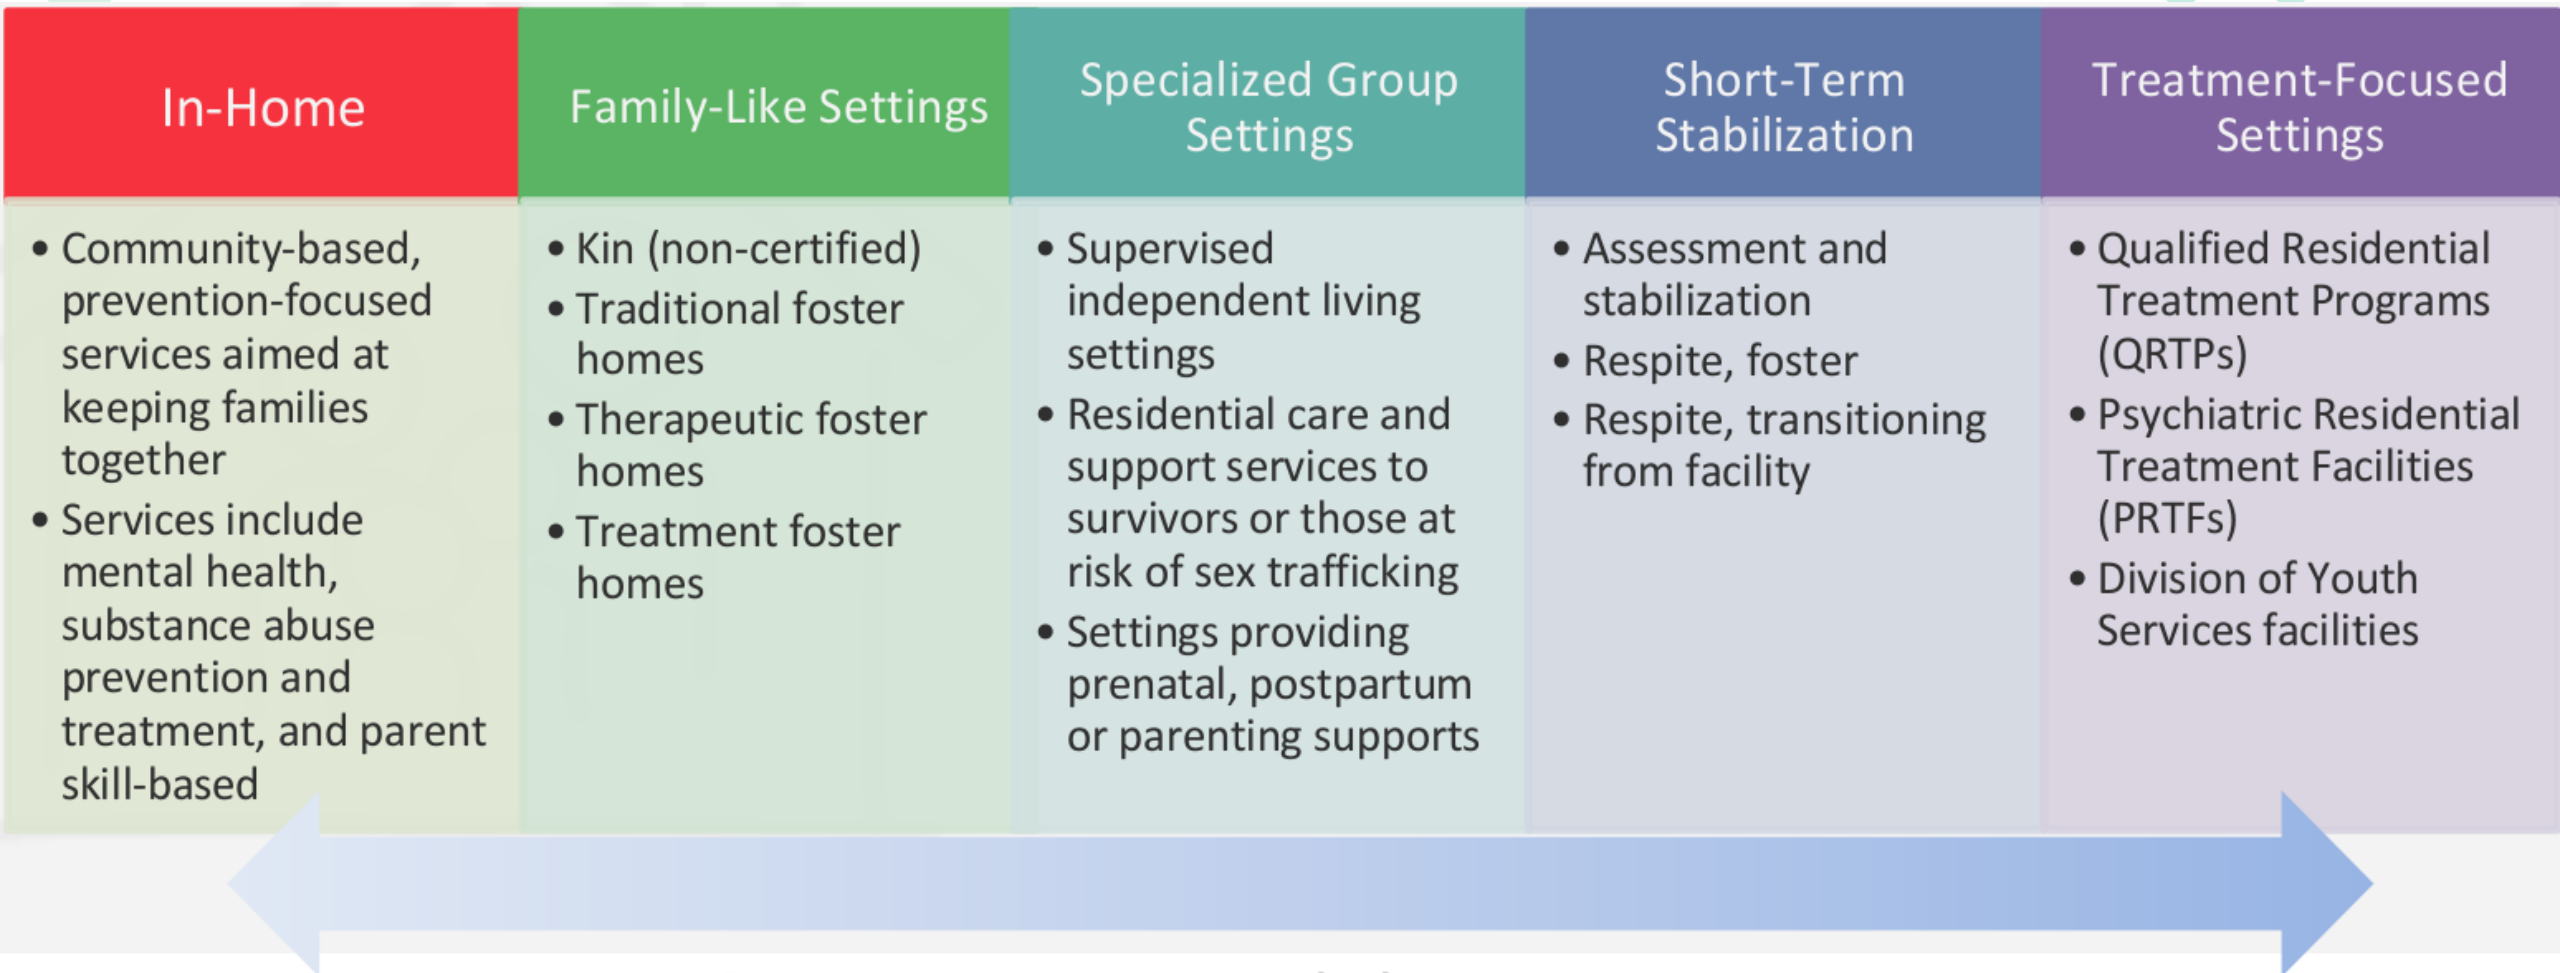 In-Home
• Community-based,
prevention-focused
services aimed at
keeping families
together
• Services include
mental health,
substance abuse
prevention and
treatment, and parent
skill-based
Family-Like Settings
• Kin (non-certified)
• Traditional foster
homes
• Therapeutic foster
homes
• Treatment foster
homes
Specialized Group
Settings
• Supervised
independent living
settings
• Residential care and
support services to
survivors or those at
risk of sex trafficking
• Settings providing
prenatal, postpartum
or parenting supports
Short-Term
Stabilization
• Assessment and
stabilization
• Respite, foster
• Respite, transitioning
from facility
Treatment-Focused
Settings
• Qualified Residential
Treatment Programs
(QRTPs)
• Psychiatric Residential
Treatment Facilities
(PRTFs)
• Division of Youth
Services facilities